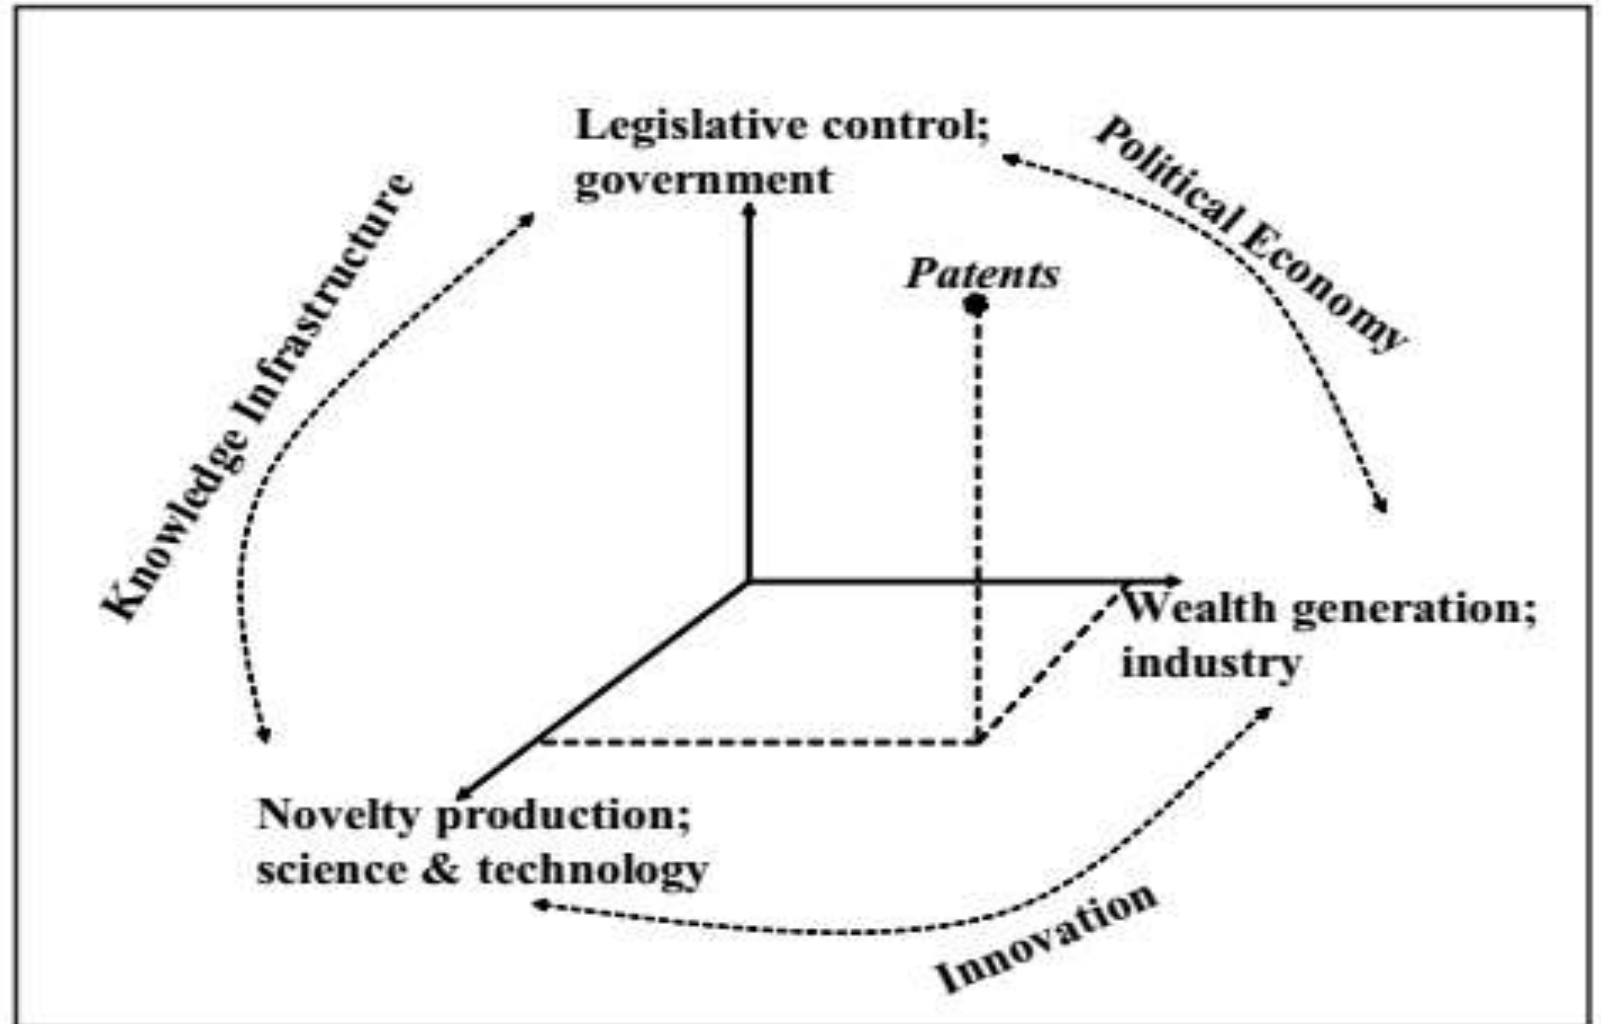 Legislative control;
government
Political Economy
Knowledge Infrastructure
Patents
Wealth generation;
industry
Novelty production;
science & technology
Innovation